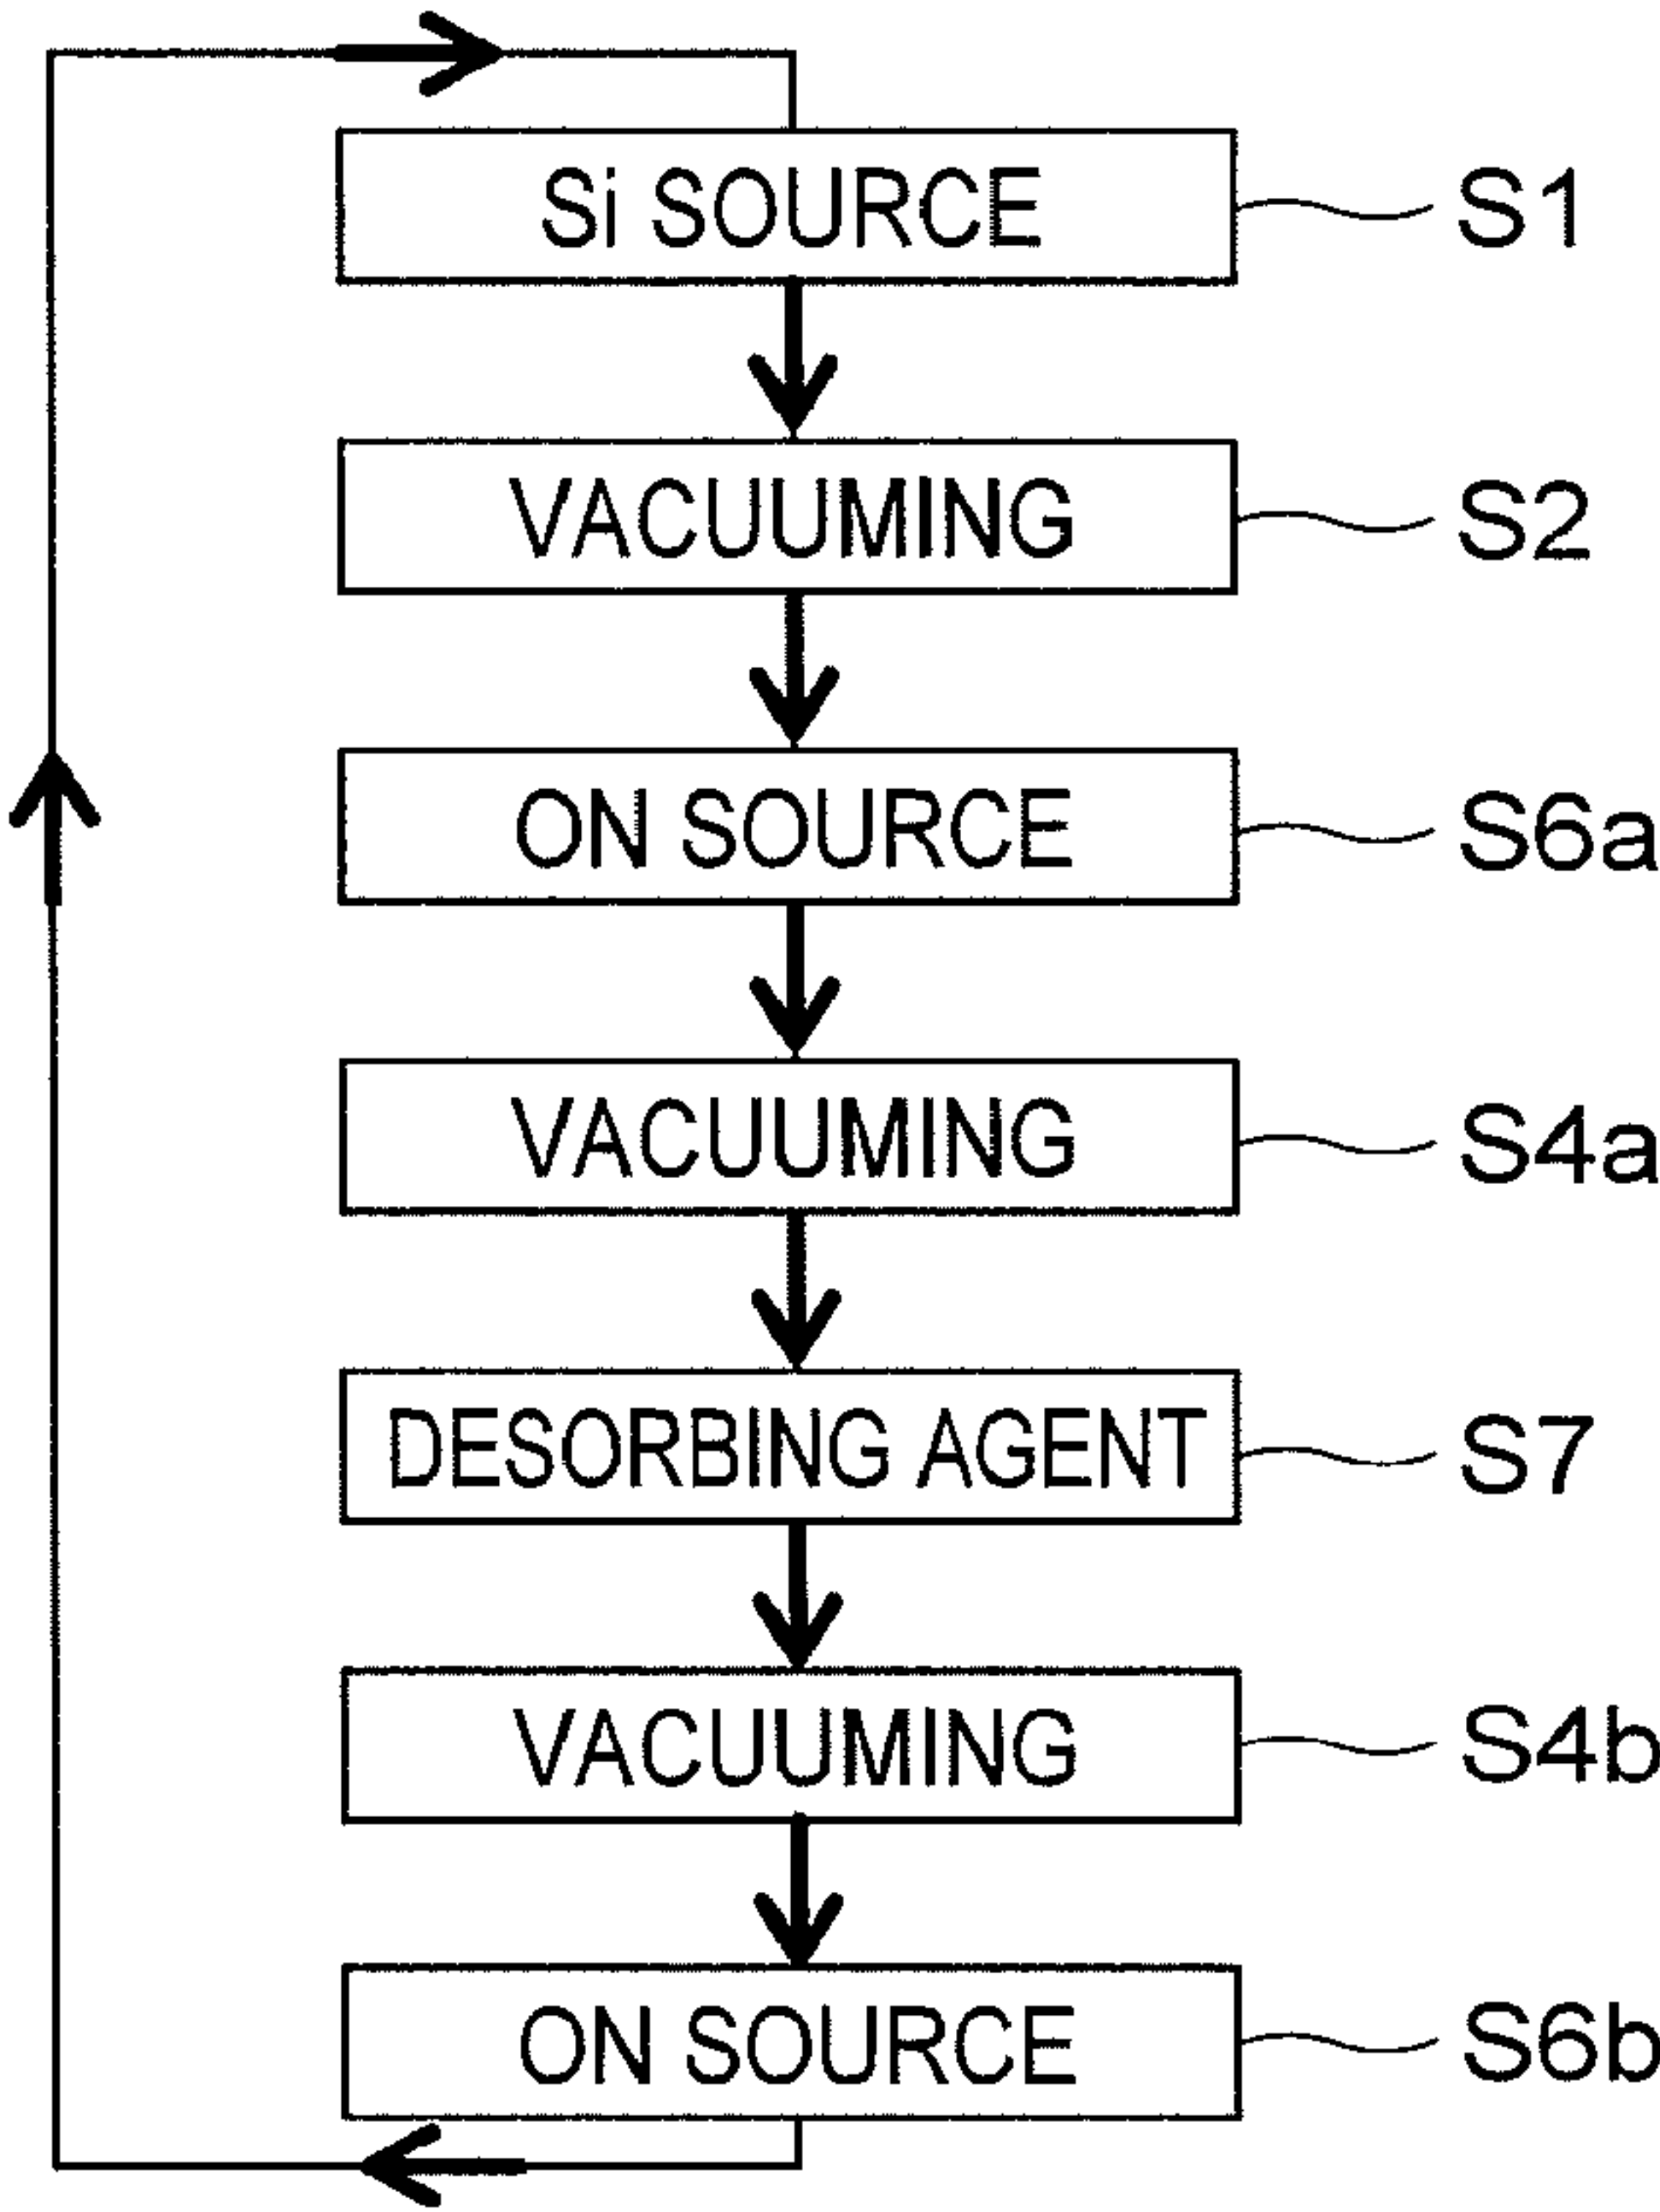 Si SOURCE S1
VACUUMING S2
ON SOURCE S6a
VACUUMING S4a
DESORBING AGENT S7
VACUUMING S4b
ON SOURCE S6b